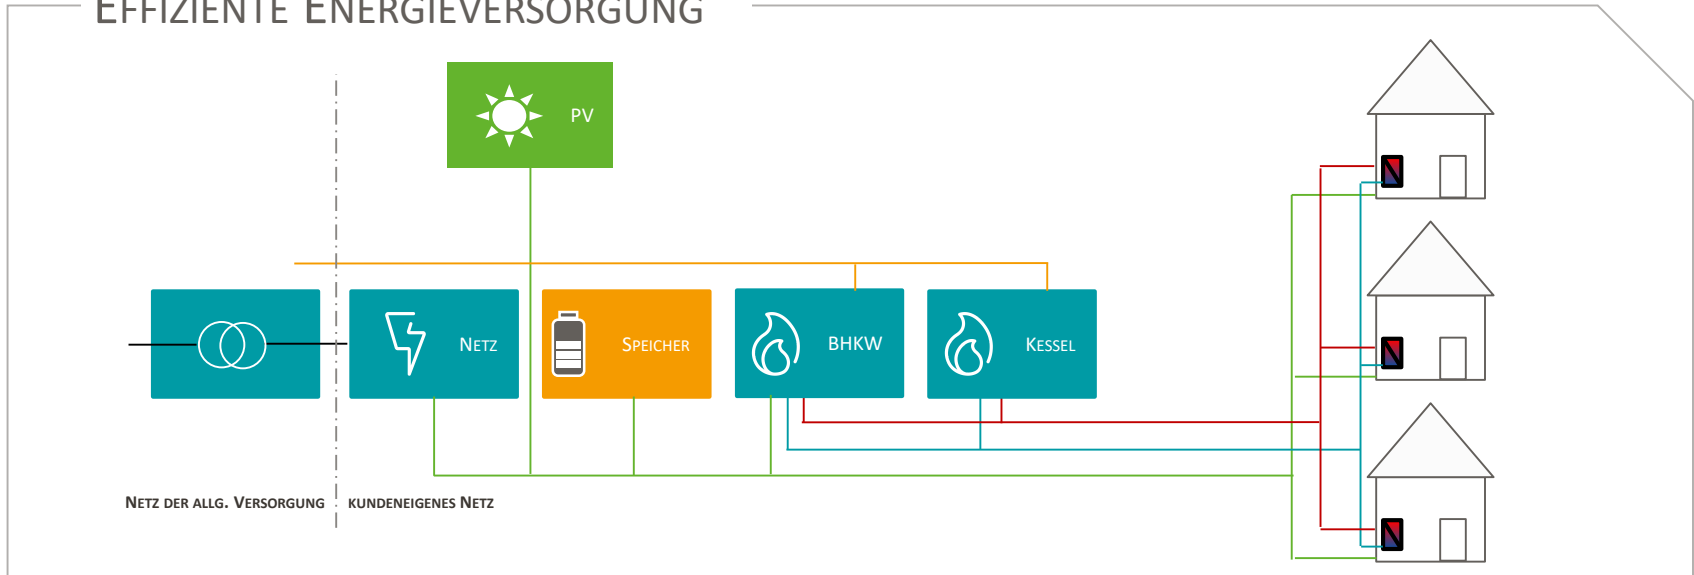 EFFIZIENTE ENERGIEVERSORGUNG
PV
NETZ
SPEICHER
BHKW
KESSEL
NETZ DER ALLG. VERSORGUNG
KUNDENEIGENES NETZ